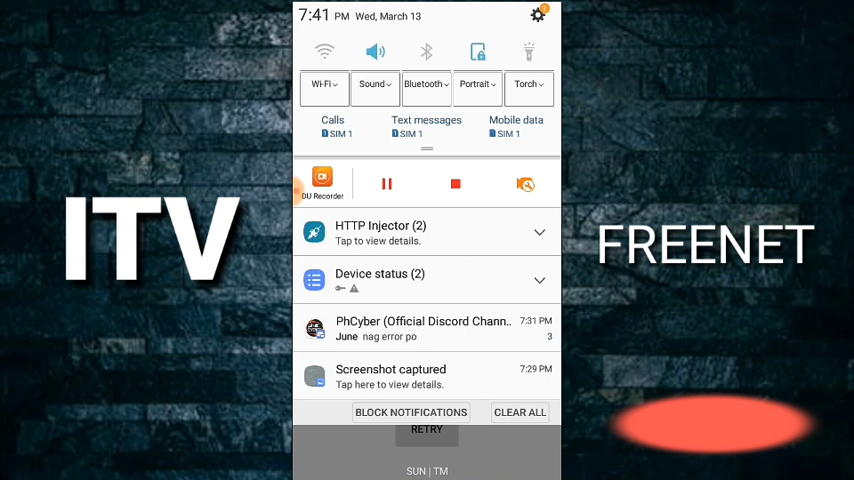 7:41 PM Wed, March 13
1
Wi-Fi
Sound
Bluetooth
Portrait
Torch
Calls
Text messages
Mobile data
1 SIM 1
1 SIM 1
SIM 1
DU Recorder
HTTP Injector (2)
Tap to view details.
Device status (2)
PhCyber (Official Discord Chann.. 7:31 PM
June nag error po 3
Screenshot captured 7:29 PM
Tap here to view details.
BLOCK NOTIFICATIONS
CLEAR ALL
RETRY
SUN | TM
ITV
FREENET